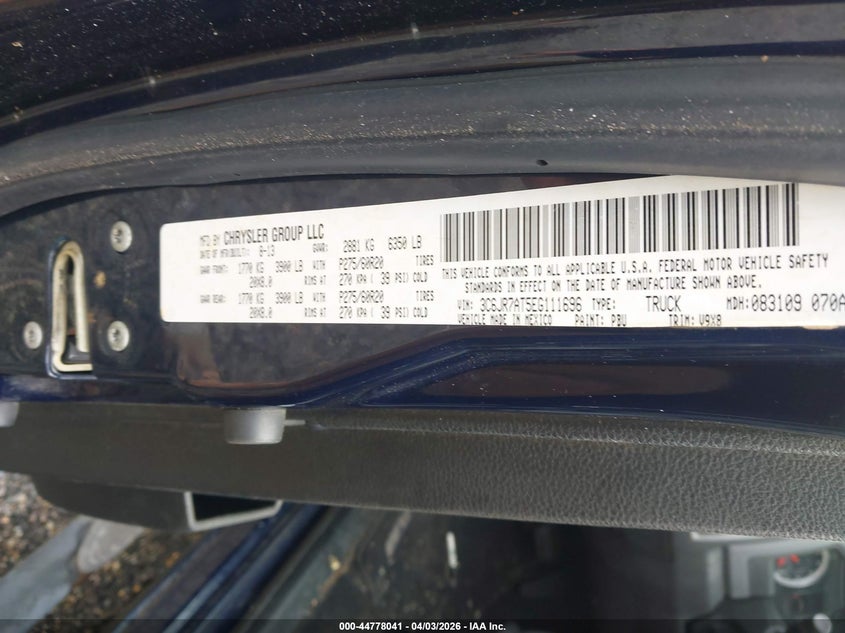 MFD BY CHRYSLER GROUP LLC
DATE OF MFR(BUILT): 6-13 GVWR: 2881 KG 6350 LB
GAWR FRONT: 1770 KG 3900 LB WITH P275/60R20 TIRES
20X8.0 RIMS AT 270 KPA ( 39 PSI) COLD
GAWR REAR: 1770 KG 3900 LB WITH P275/60R20 TIRES
20X8.0 RIMS AT 270 KPA ( 39 PSI) COLD
THIS VEHICLE CONFORMS TO ALL APPLICABLE U.S.A. FEDERAL MOTOR VEHICLE SAFETY
STANDARDS IN EFFECT ON THE DATE OF MANUFACTURE SHOWN ABOVE.
VIN: 3C6JR7AT5EG111696 TYPE: TRUCK MDH:083109 070A
VEHICLE MADE IN MEXICO PAINT: PBU TRIM: V9X8
000-44778041 - 04/03/2026 - IAA Inc.